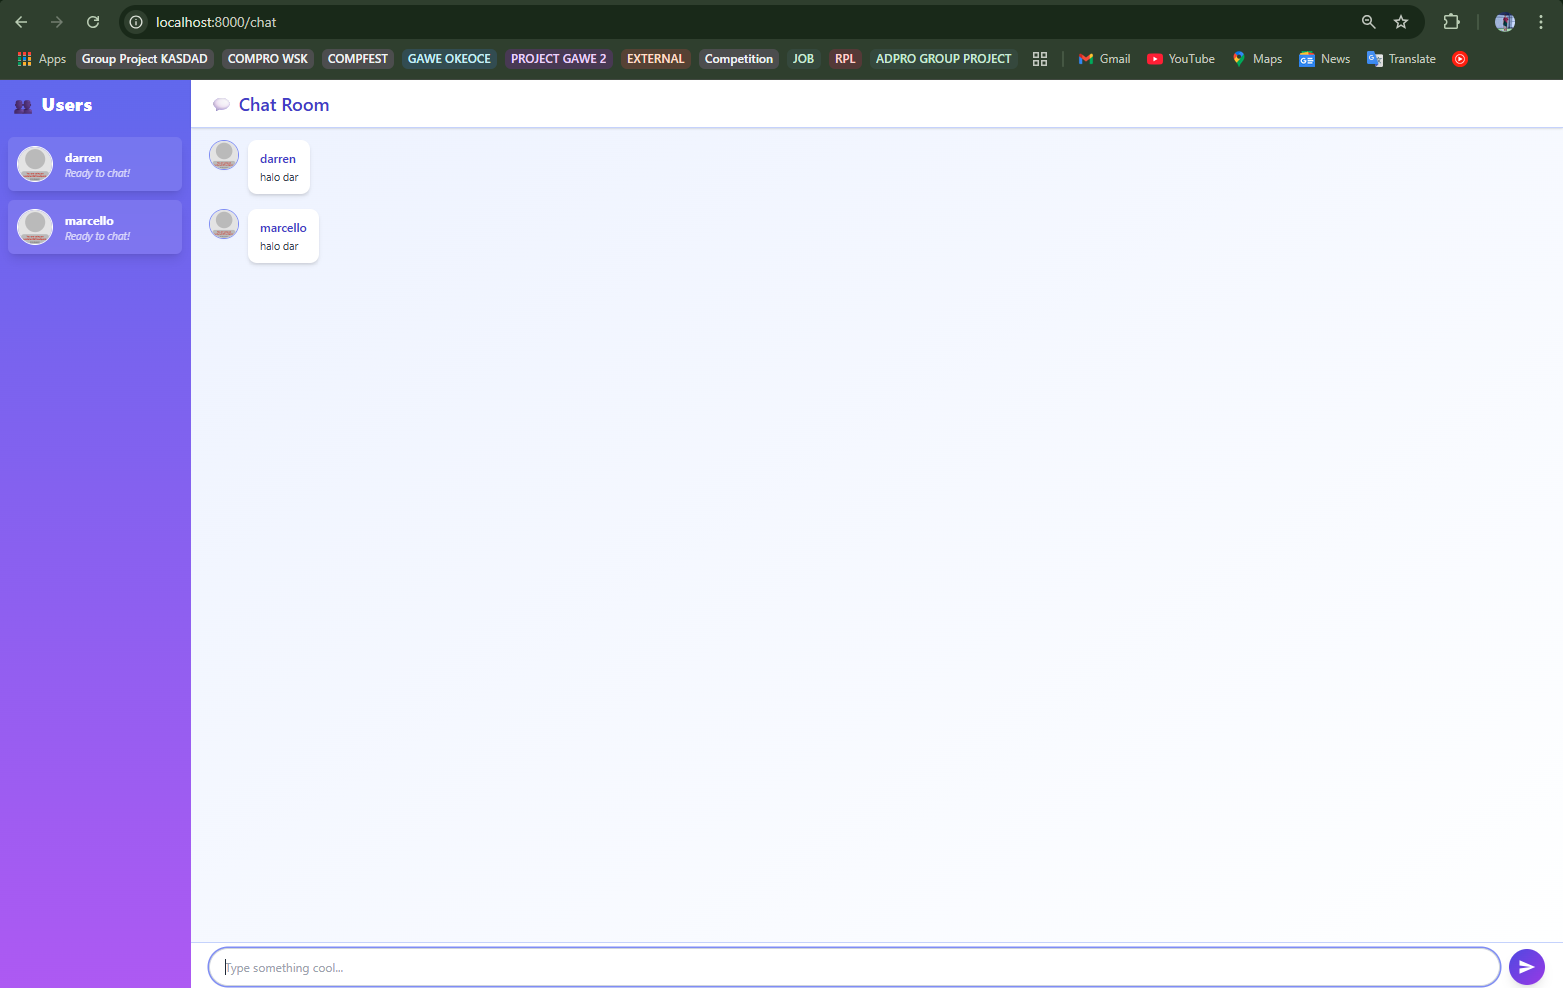 localhost:8000/chat
Apps
Group Project KASDAD
COMPRO WSK
COMPFEST
GAWE OKEOCE
PROJECT GAWE 2
EXTERNAL
Competition
JOB
RPL
ADPRO GROUP PROJECT
Gmail
YouTube
Maps
News
Translate
Users
darren
Ready to chat!
marcello
Ready to chat!
Chat Room
darren
halo dar
marcello
halo dar
Type something cool...